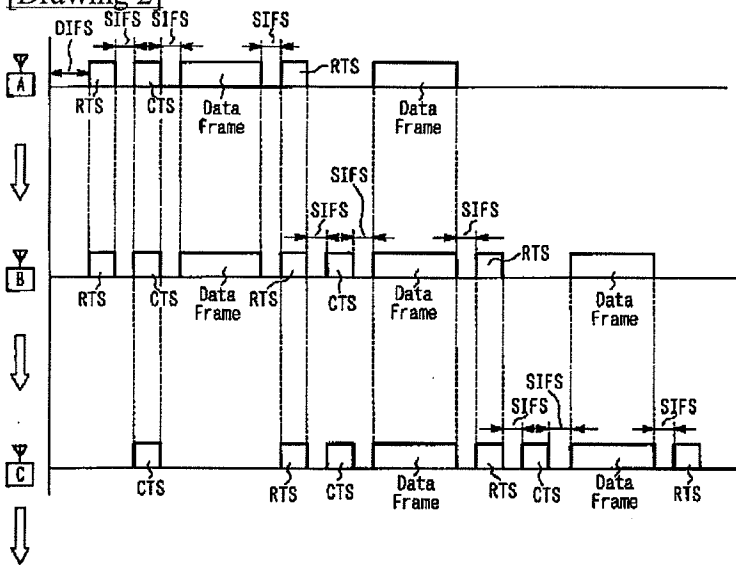 [Drawing 2]
SIFS SIFS SIFS
DIFS
RTS
A
RTS CTS Data Frame Data Frame
SIFS
SIFS SIFS
RTS
B
RTS CTS Data Frame RTS CTS Data Frame Data Frame
SIFS
SIFS SIFS
C
CTS RTS CTS Data Frame RTS CTS Data Frame RTS